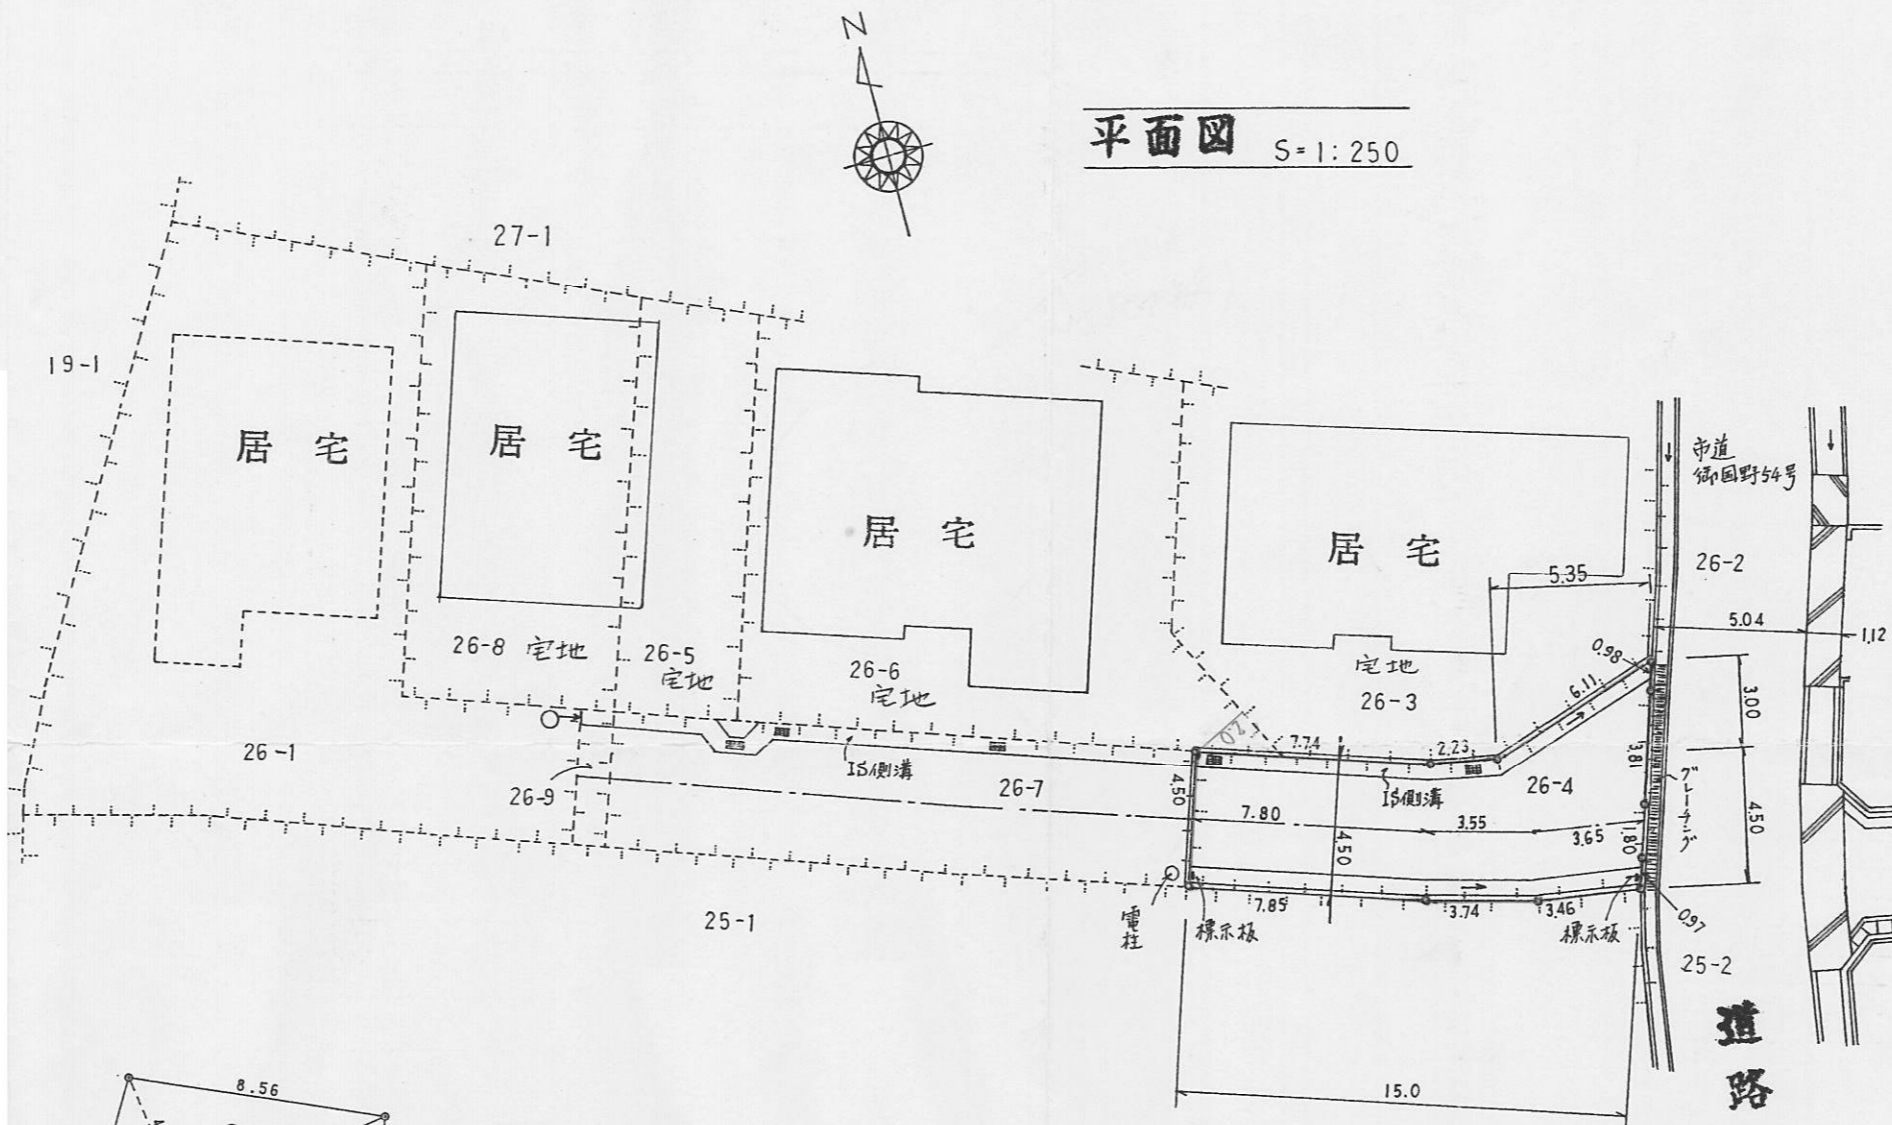 N
平面図 S=1:250
27-1
19-1
居宅
居宅
居宅
居宅
市道
御国野54号
26-2
5.35
5.04
1.12
0.98
6.11
3.00
26-8 宅地
26-5
宅地
26-6
宅地
宅地
26-3
26-1
26-9
IS側溝
26-7
4.50
7.74
2.23
IS側溝
26-4
3.81
グレーチング
4.50
7.80
3.55
3.65
1.80
4.50
7.85
3.74
3.46
0.97
25-1
電柱
標示板
標示板
25-2
道路
15.0
8.56